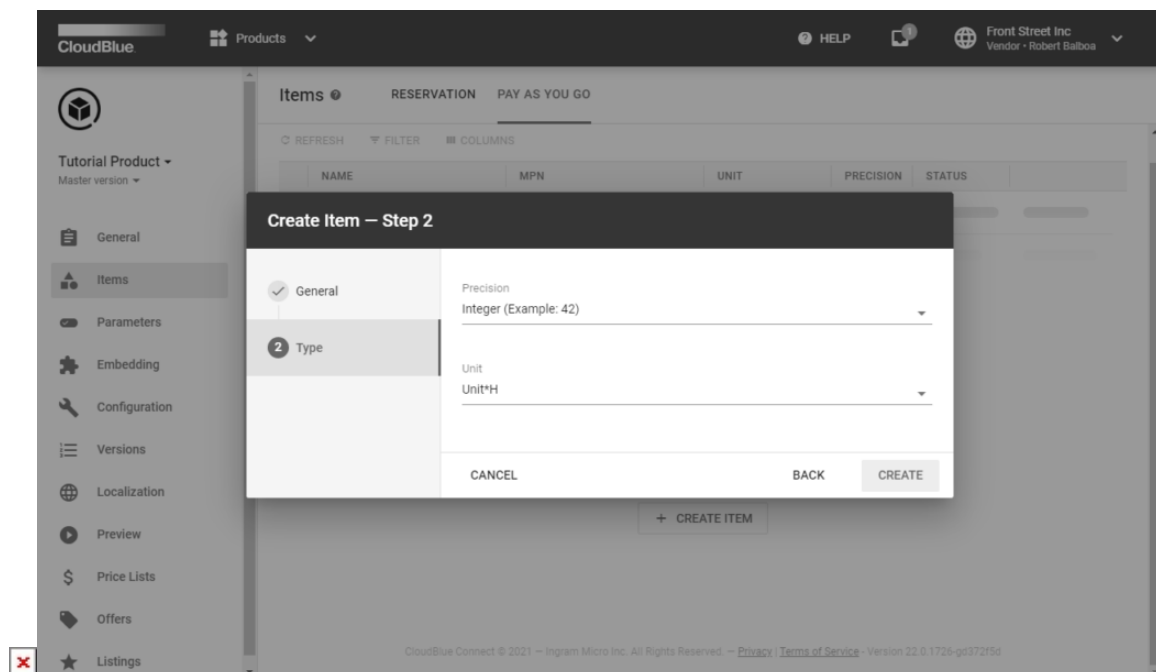 CloudBlue
Products
HELP
1
Front Street Inc
Vendor • Robert Balboa
Items
RESERVATION
PAY AS YOU GO
REFRESH
FILTER
COLUMNS
Tutorial Product
Master version
NAME
MPN
UNIT
PRECISION
STATUS
General
Items
Parameters
Embedding
Configuration
Versions
Localization
Preview
Price Lists
Offers
Listings
Create Item — Step 2
General
2 Type
Precision
Integer (Example: 42)
Unit
Unit*H
CANCEL
BACK
CREATE
+ CREATE ITEM
CloudBlue Connect © 2021 — Ingram Micro Inc. All Rights Reserved. — Privacy | Terms of Service - Version 22.0.1726-gd372f5d